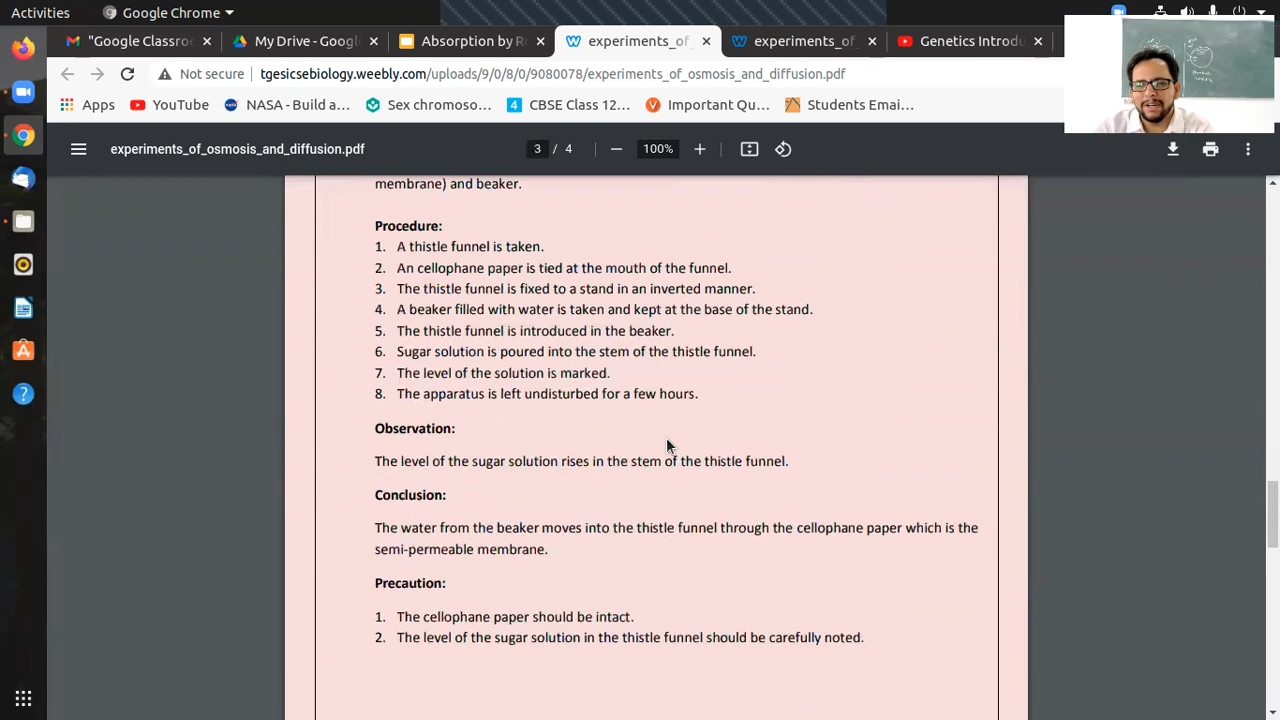 Activities
Google Chrome
"Google Classroo
My Drive - Google
Absorption by R
experiments_of_
experiments_of_
Genetics Introdu
Not secure
tgesicsebiology.weebly.com/uploads/9/0/8/0/9080078/experiments_of_osmosis_and_diffusion.pdf
Apps
YouTube
NASA - Build a...
Sex chromoso...
CBSE Class 12...
Important Qu...
Students Emai...
experiments_of_osmosis_and_diffusion.pdf
3 / 4
100%
membrane) and beaker.
Procedure:
1. A thistle funnel is taken.
2. An cellophane paper is tied at the mouth of the funnel.
3. The thistle funnel is fixed to a stand in an inverted manner.
4. A beaker filled with water is taken and kept at the base of the stand.
5. The thistle funnel is introduced in the beaker.
6. Sugar solution is poured into the stem of the thistle funnel.
7. The level of the solution is marked.
8. The apparatus is left undisturbed for a few hours.
Observation:
The level of the sugar solution rises in the stem of the thistle funnel.
Conclusion:
The water from the beaker moves into the thistle funnel through the cellophane paper which is the
semi-permeable membrane.
Precaution:
1. The cellophane paper should be intact.
2. The level of the sugar solution in the thistle funnel should be carefully noted.